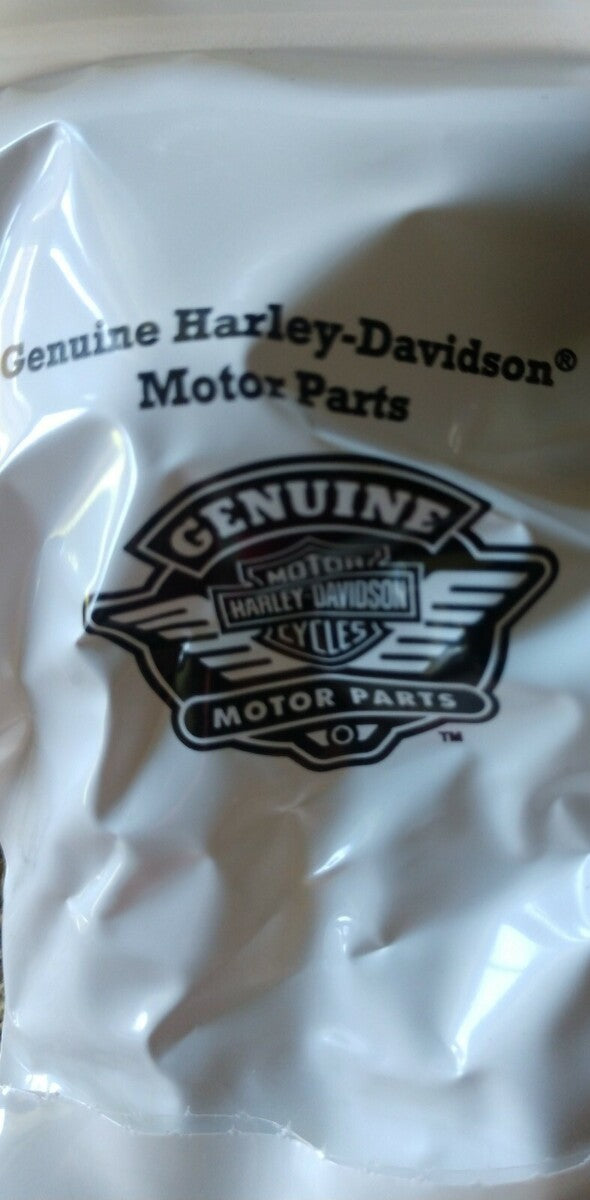 Genuine Harley-Davidson®
Motor Parts
GENUINE
MOTOR
HARLEY-DAVIDSON
CYCLES
MOTOR PARTS
TM